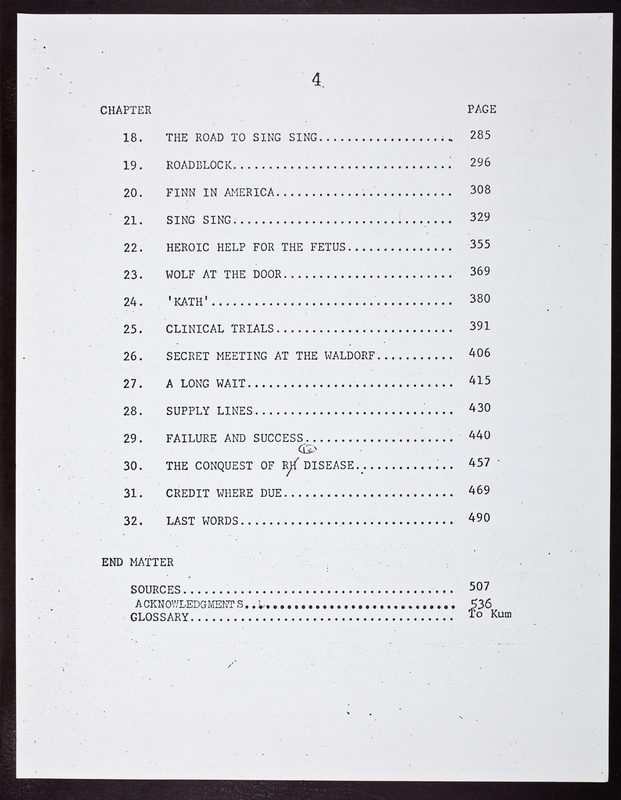 4
CHAPTER PAGE
18. THE ROAD TO SING SING................... 285
19. ROADBLOCK............................... 296
20. FINN IN AMERICA......................... 308
21. SING SING............................... 329
22. HEROIC HELP FOR THE FETUS............... 355
23. WOLF AT THE DOOR........................ 369
24. 'KATH'.................................. 380
25. CLINICAL TRIALS......................... 391
26. SECRET MEETING AT THE WALDORF........... 406
27. A LONG WAIT............................. 415
28. SUPPLY LINES............................ 430
29. FAILURE AND SUCCESS..................... 440
lc
30. THE CONQUEST OF RH DISEASE.............. 457
31. CREDIT WHERE DUE........................ 469
32. LAST WORDS.............................. 490
END MATTER
SOURCES...................................... 507
ACKNOWLEDGMENTS.............................. 536
GLOSSARY..................................... To Kum